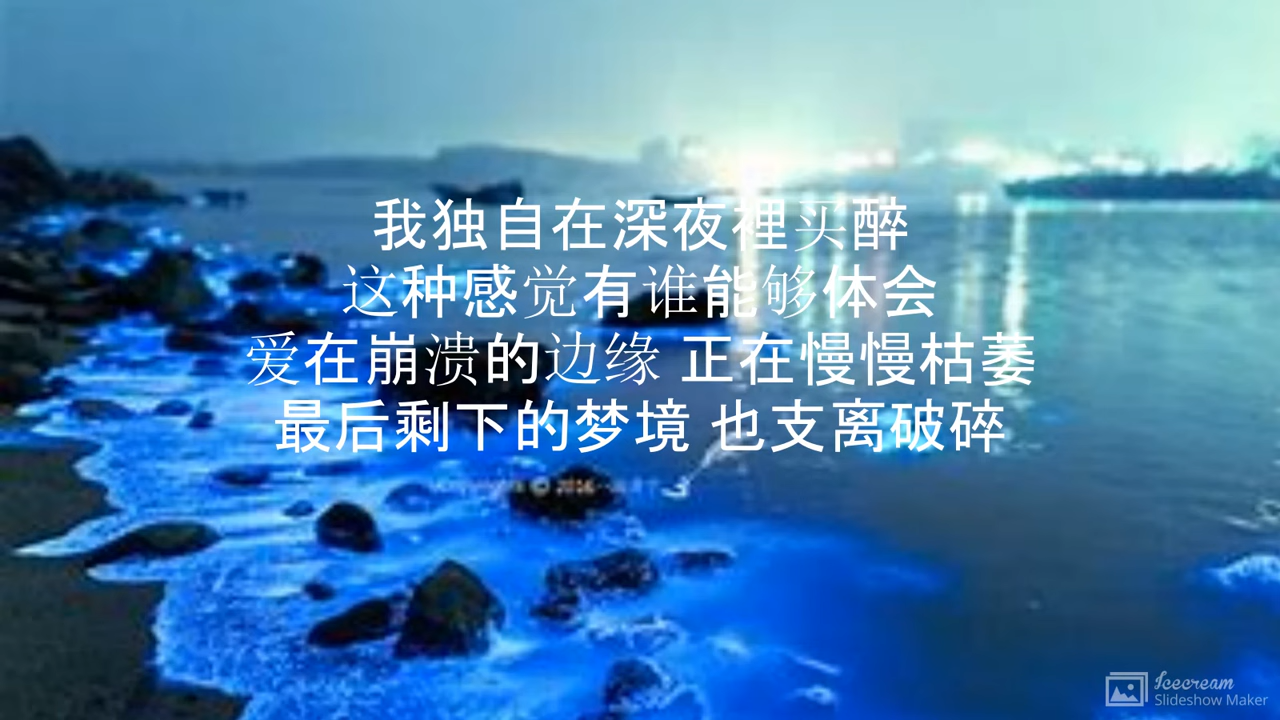 我独自在深夜裡买醉
这种感觉有谁能够体会
爱在崩溃的边缘 正在慢慢枯萎
最后剩下的梦境 也支离破碎
© 2016
Icecream
Slideshow Maker